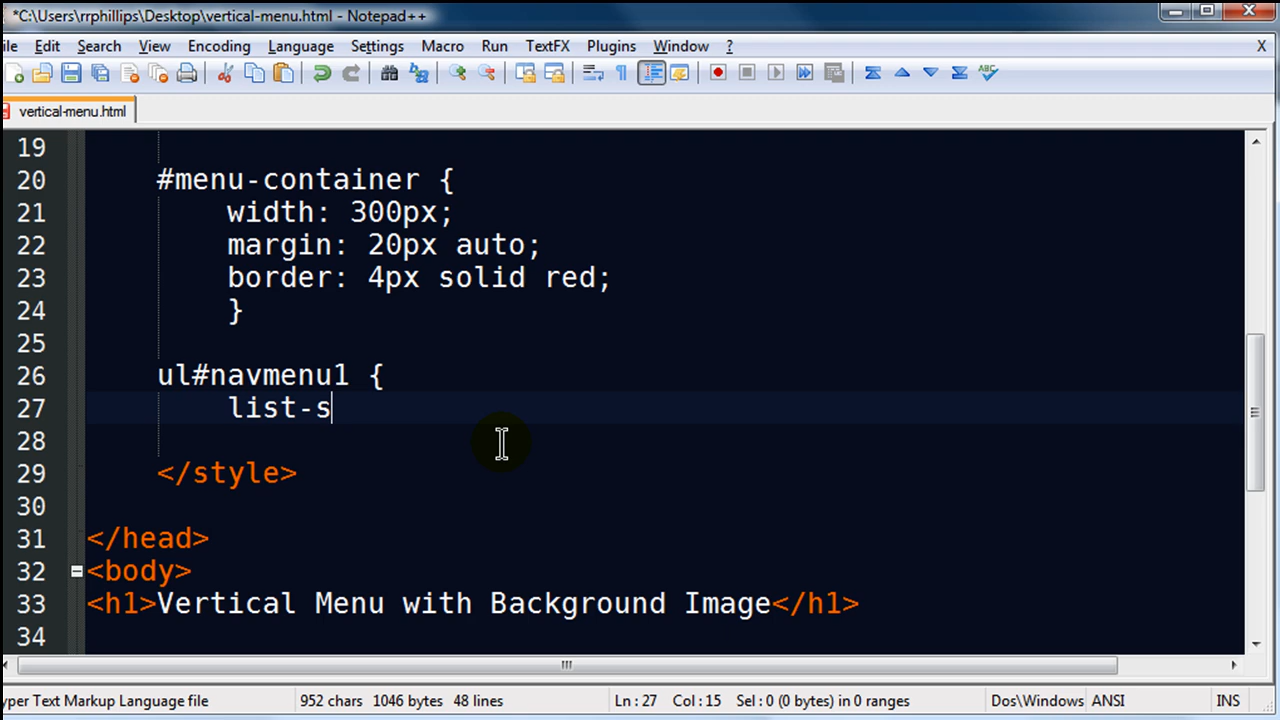 *C:\Users\rrphillips\Desktop\vertical-menu.html - Notepad++
ile Edit Search View Encoding Language Settings Macro Run TextFX Plugins Window ? X
ABC
vertical-menu.html
19
20 #menu-container {
21 width: 300px;
22 margin: 20px auto;
23 border: 4px solid red;
24 }
25
26 ul#navmenu1 {
27 list-s
28
29 </style>
30
31 </head>
32 <body>
33 <h1>Vertical Menu with Background Image</h1>
34
yper Text Markup Language file 952 chars 1046 bytes 48 lines Ln : 27 Col : 15 Sel : 0 (0 bytes) in 0 ranges Dos\Windows ANSI INS